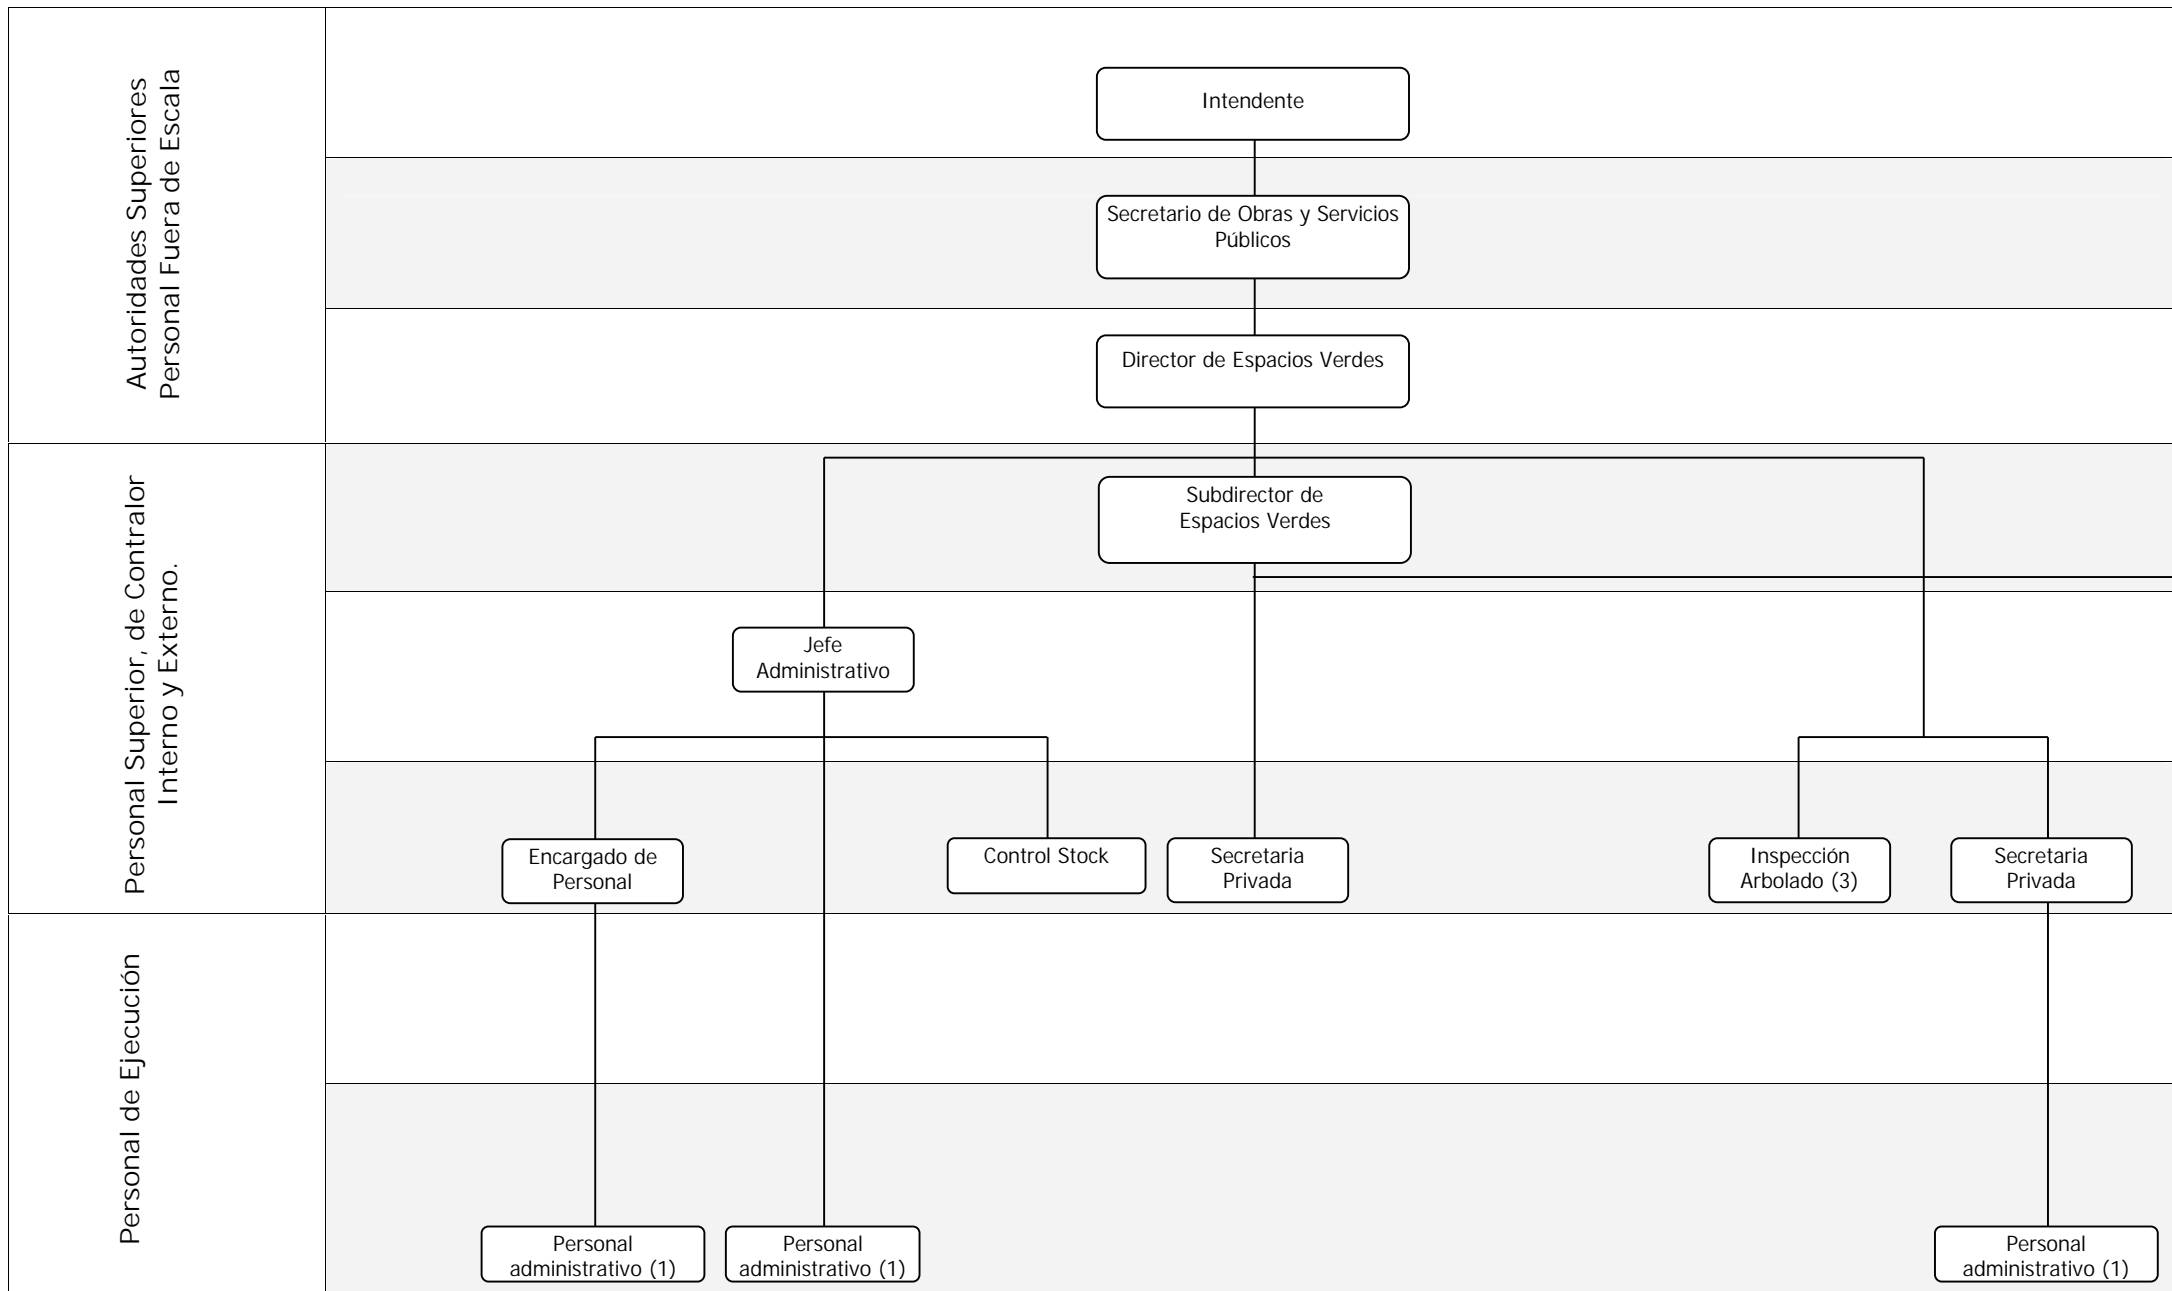 Autoridades Superiores
Personal Fuera de Escala
Intendente
Secretario de Obras y Servicios
Públicos
Director de Espacios Verdes
Personal Superior, de Contralor
Interno y Externo.
Subdirector de
Espacios Verdes
Jefe
Administrativo
Encargado de
Personal
Control Stock
Secretaria
Privada
Inspección
Arbolado (3)
Secretaria
Privada
Personal de Ejecución
Personal
administrativo (1)
Personal
administrativo (1)
Personal
administrativo (1)